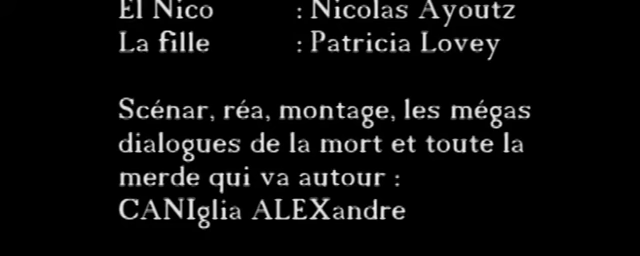 El Nico : Nicolas Ayoutz
La fille : Patricia Lovey
Scénar, réa, montage, les mégas
dialogues de la mort et toute la
merde qui va autour :
CANIglia ALEXandre